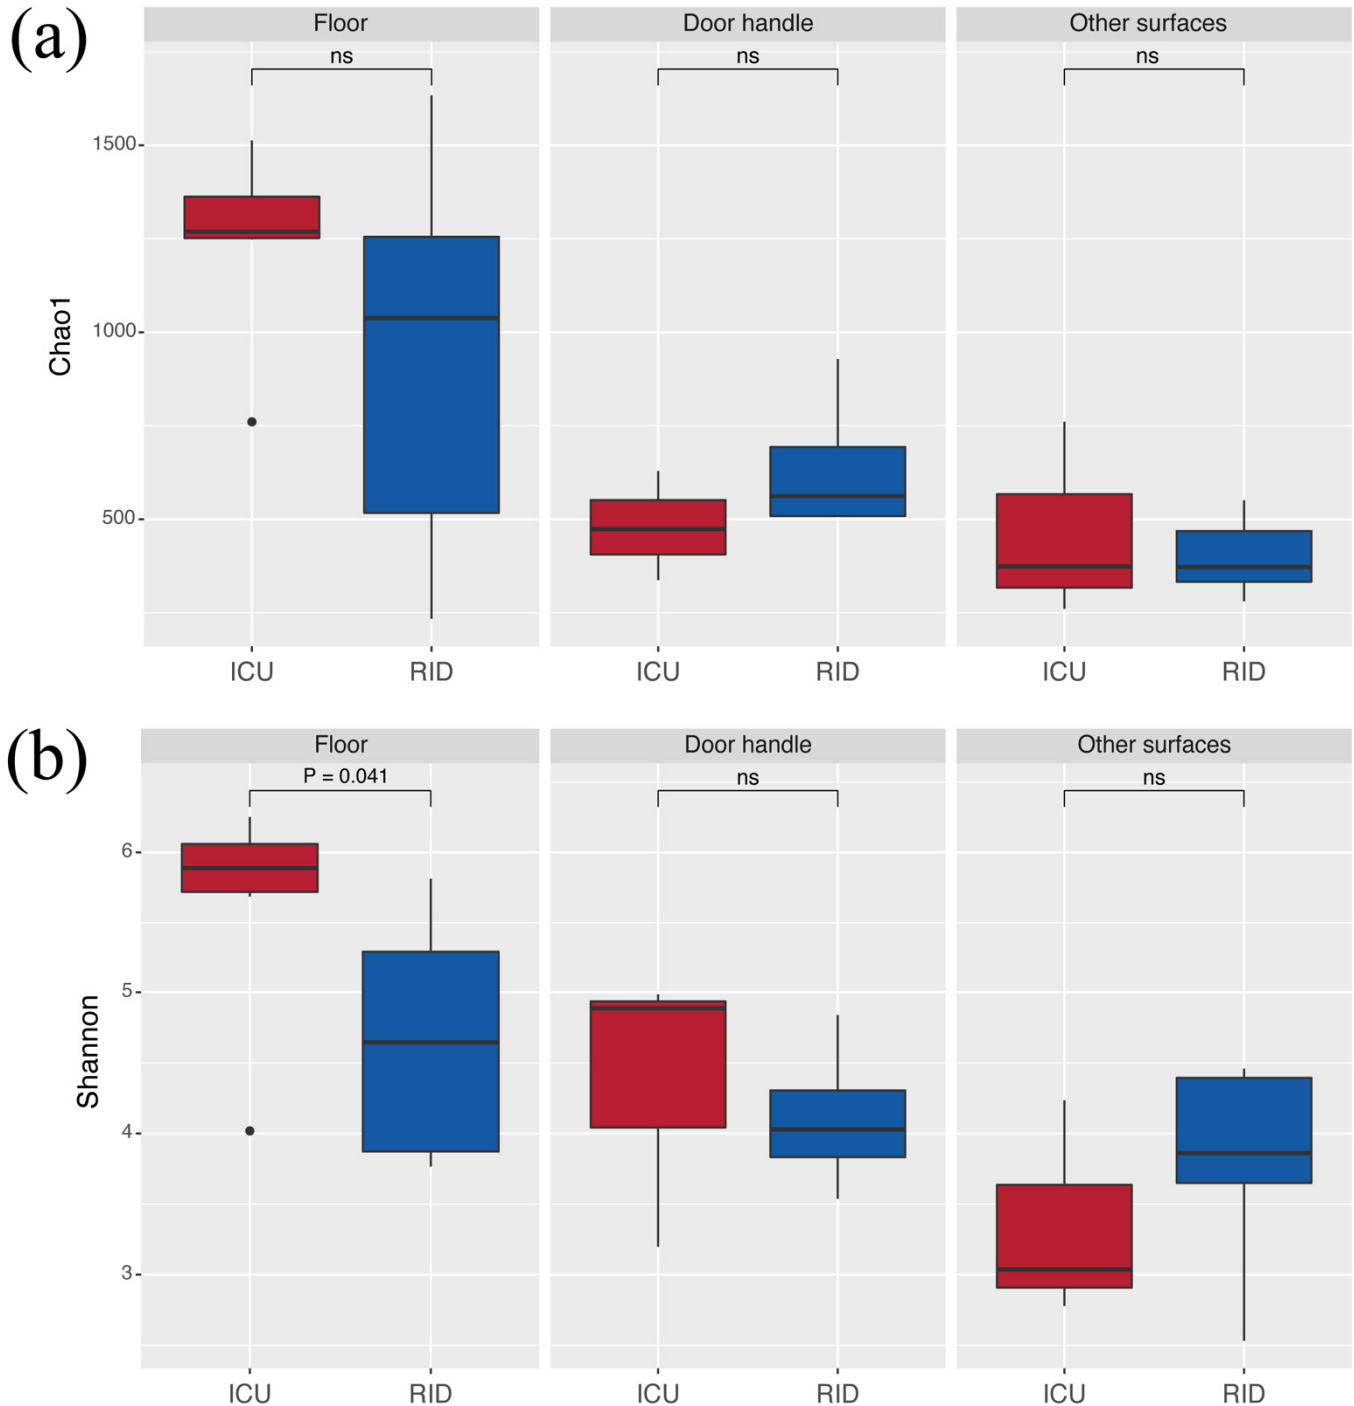 (a)
Floor Door handle Other surfaces
ns ns ns
1500
1000
500
Chao1
ICU RID ICU RID ICU RID
(b)
Floor Door handle Other surfaces
P = 0.041 ns ns
6
5
4
3
Shannon
ICU RID ICU RID ICU RID